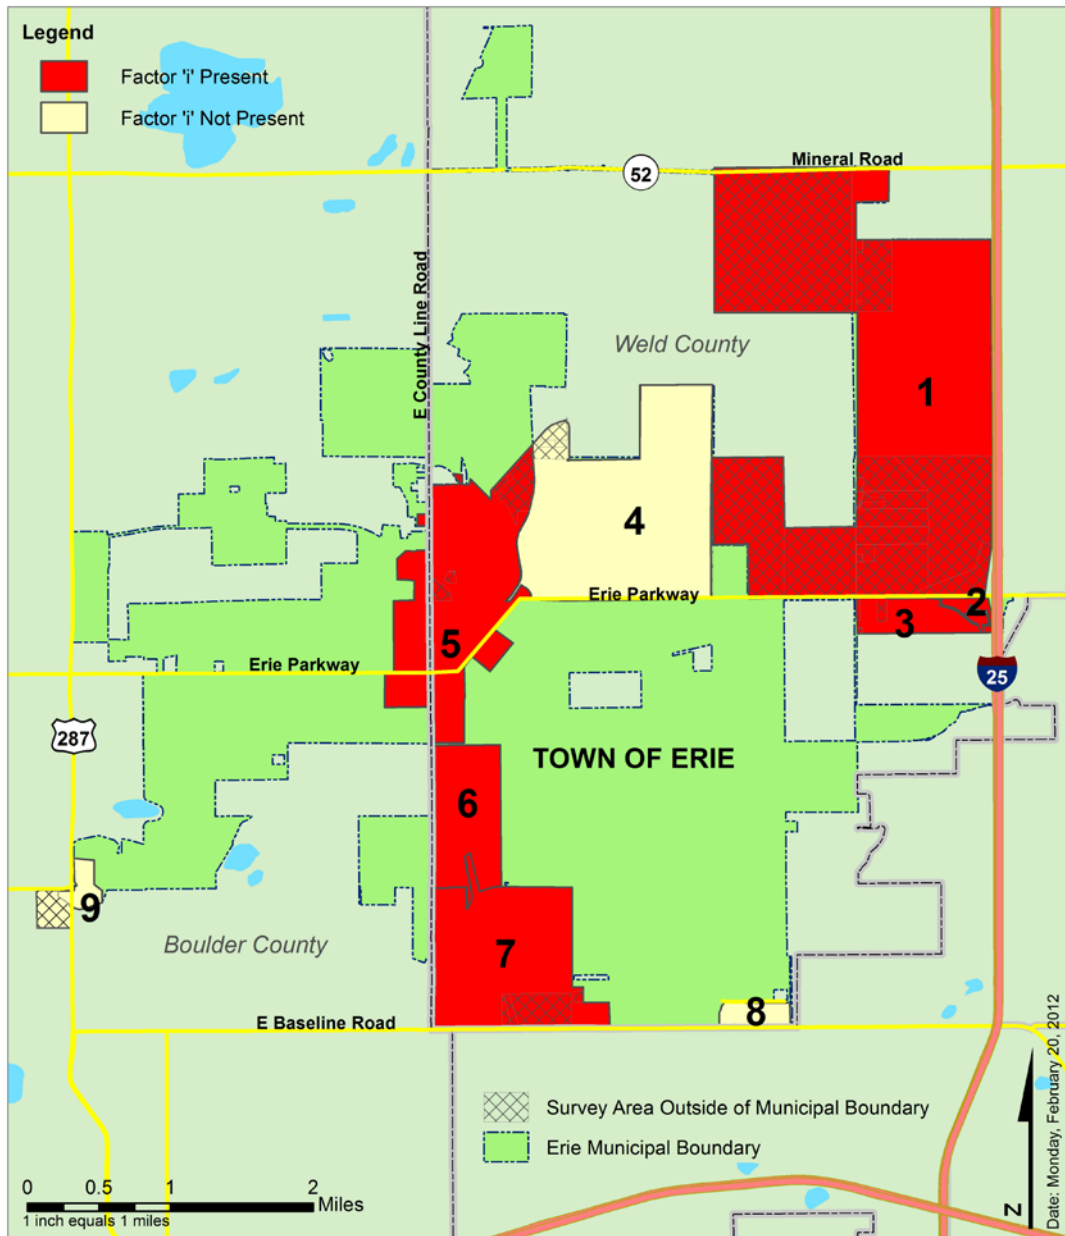 Legend
Factor 'i' Present
Factor 'i' Not Present
Mineral Road
52
E County Line Road
Weld County
1
4
Erie Parkway
2
3
5
Erie Parkway
25
287
TOWN OF ERIE
6
9
Boulder County
7
8
E Baseline Road
Survey Area Outside of Municipal Boundary
Erie Municipal Boundary
0 0.5 1 2
Miles
1 inch equals 1 miles
N
Date: Monday, February 20, 2012